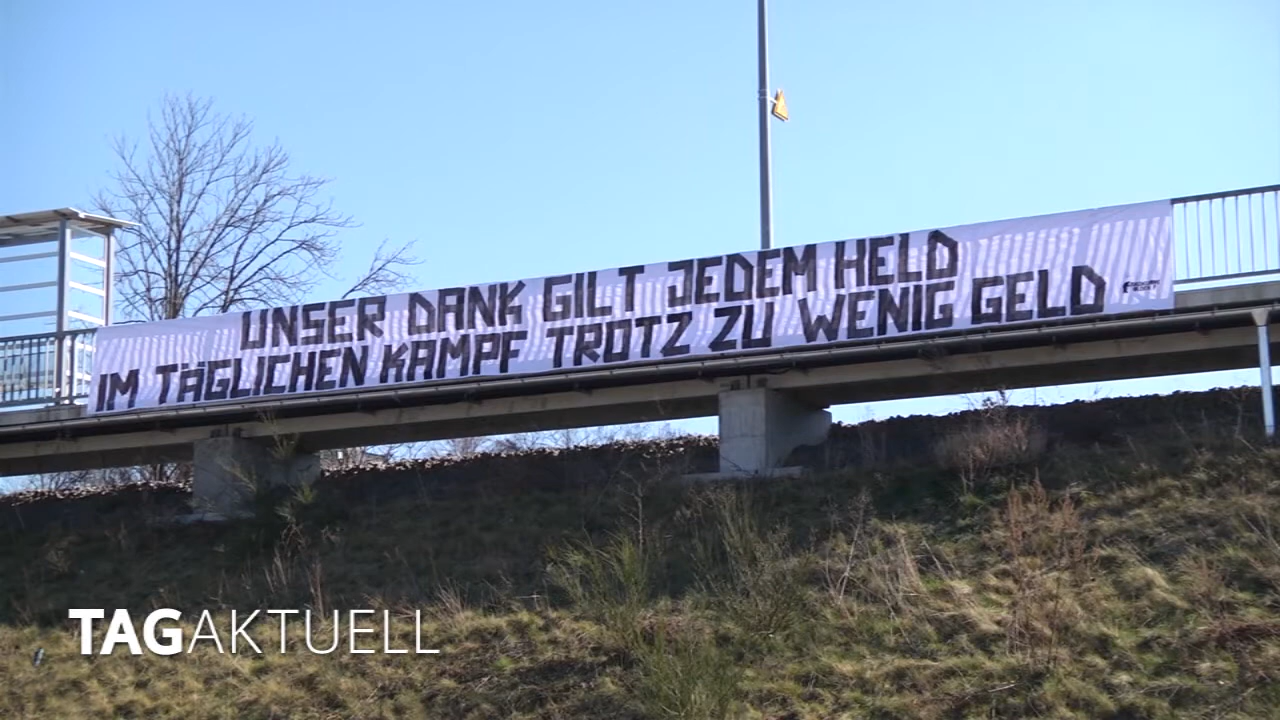 UNSER DANK GILT JEDEM HELD
IM TÄGLICHEN KAMPF TROTZ ZU WENIG GELD
TAGAKTUELL